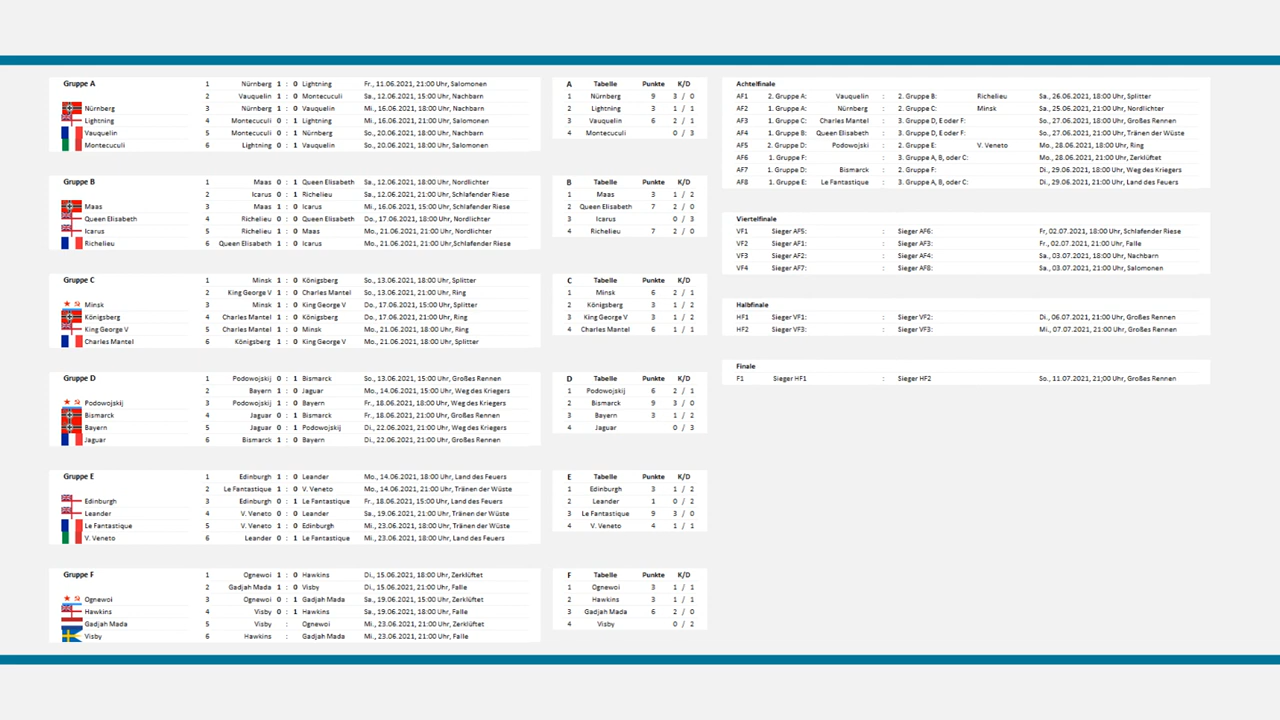 Gruppe A
1 Nürnberg 1 : 0 Lightning Fr., 11.06.2021, 21:00 Uhr, Salomonen
2 Vauquelin 1 : 0 Montecuculi Sa., 12.06.2021, 15:00 Uhr, Nachbarn
Nürnberg 3 Nürnberg 1 : 0 Vauquelin Mi., 16.06.2021, 18:00 Uhr, Nachbarn
Lightning 4 Montecuculi 0 : 1 Lightning Mi., 16.06.2021, 21:00 Uhr, Salomonen
Vauquelin 5 Montecuculi 0 : 1 Nürnberg So., 20.06.2021, 18:00 Uhr, Nachbarn
Montecuculi 6 Lightning 0 : 1 Vauquelin So., 20.06.2021, 18:00 Uhr, Salomonen
A Tabelle Punkte K/D
1 Nürnberg 9 3 / 0
2 Lightning 3 1 / 1
3 Vauquelin 6 2 / 1
4 Montecuculi 0 / 3
Gruppe B
1 Maas 0 : 1 Queen Elisabeth Sa., 12.06.2021, 18:00 Uhr, Nordlichter
2 Icarus 0 : 1 Richelieu Sa., 12.06.2021, 21:00 Uhr, Schlafender Riese
Maas 3 Maas 1 : 0 Icarus Mi., 16.06.2021, 15:00 Uhr, Schlafender Riese
Queen Elisabeth 4 Richelieu 0 : 0 Queen Elisabeth Do., 17.06.2021, 18:00 Uhr, Nordlichter
Icarus 5 Richelieu 1 : 0 Maas Mo., 21.06.2021, 21:00 Uhr, Nordlichter
Richelieu 6 Queen Elisabeth 1 : 0 Icarus Mo., 21.06.2021, 21:00 Uhr,Schlafender Riese
B Tabelle Punkte K/D
1 Maas 3 1 / 2
2 Queen Elisabeth 7 2 / 0
3 Icarus 0 / 3
4 Richelieu 7 2 / 0
Gruppe C
1 Minsk 1 : 0 Königsberg So., 13.06.2021, 18:00 Uhr, Splitter
2 King George V 1 : 0 Charles Mantel So., 13.06.2021, 21:00 Uhr, Ring
Minsk 3 Minsk 1 : 0 King George V Do., 17.06.2021, 15:00 Uhr, Splitter
Königsberg 4 Charles Mantel 1 : 0 Königsberg Do., 17.06.2021, 21:00 Uhr, Ring
King George V 5 Charles Mantel 1 : 0 Minsk Mo., 21.06.2021, 18:00 Uhr, Ring
Charles Mantel 6 Königsberg 1 : 0 King George V Mo., 21.06.2021, 18:00 Uhr, Splitter
C Tabelle Punkte K/D
1 Minsk 6 2 / 1
2 Königsberg 3 1 / 2
3 King George V 3 1 / 2
4 Charles Mantel 6 1 / 1
Gruppe D
1 Podowojskij 0 : 1 Bismarck So., 13.06.2021, 15:00 Uhr, Großes Rennen
2 Bayern 1 : 0 Jaguar Mo., 14.06.2021, 15:00 Uhr, Weg des Kriegers
Podowojskij 3 Podowojskij 1 : 0 Bayern Fr., 18.06.2021, 18:00 Uhr, Weg des Kriegers
Bismarck 4 Jaguar 0 : 1 Bismarck Fr., 18.06.2021, 21:00 Uhr, Großes Rennen
Bayern 5 Jaguar 0 : 1 Podowojskij Di., 22.06.2021, 21:00 Uhr, Weg des Kriegers
Jaguar 6 Bismarck 1 : 0 Bayern Di., 22.06.2021, 21:00 Uhr, Großes Rennen
D Tabelle Punkte K/D
1 Podowojskij 6 2 / 1
2 Bismarck 9 3 / 0
3 Bayern 3 1 / 2
4 Jaguar 0 / 3
Gruppe E
1 Edinburgh 1 : 0 Leander Mo., 14.06.2021, 18:00 Uhr, Land des Feuers
2 Le Fantastique 1 : 0 V. Veneto Mo., 14.06.2021, 21:00 Uhr, Tränen der Wüste
Edinburgh 3 Edinburgh 0 : 1 Le Fantastique Fr., 18.06.2021, 15:00 Uhr, Land des Feuers
Leander 4 V. Veneto 0 : 0 Leander Sa., 19.06.2021, 21:00 Uhr, Tränen der Wüste
Le Fantastique 5 V. Veneto 1 : 0 Edinburgh Mi., 23.06.2021, 18:00 Uhr, Tränen der Wüste
V. Veneto 6 Leander 0 : 1 Le Fantastique Mi., 23.06.2021, 18:00 Uhr, Land des Feuers
E Tabelle Punkte K/D
1 Edinburgh 3 1 / 2
2 Leander 1 0 / 2
3 Le Fantastique 9 3 / 0
4 V. Veneto 4 1 / 1
Gruppe F
1 Ognewoi 1 : 0 Hawkins Di., 15.06.2021, 18:00 Uhr, Zerklüftet
2 Gadjah Mada 1 : 0 Visby Di., 15.06.2021, 21:00 Uhr, Falle
Ognewoi 3 Ognewoi 0 : 1 Gadjah Mada Sa., 19.06.2021, 15:00 Uhr, Zerklüftet
Hawkins 4 Visby 0 : 1 Hawkins Sa., 19.06.2021, 18:00 Uhr, Falle
Gadjah Mada 5 Visby : Ognewoi Mi., 23.06.2021, 21:00 Uhr, Zerklüftet
Visby 6 Hawkins : Gadjah Mada Mi., 23.06.2021, 21:00 Uhr, Falle
F Tabelle Punkte K/D
1 Ognewoi 3 1 / 1
2 Hawkins 3 1 / 1
3 Gadjah Mada 6 2 / 0
4 Visby 0 / 2
Achtelfinale
AF1 2. Gruppe A: Vauquelin : 2. Gruppe B: Richelieu Sa., 26.06.2021, 18:00 Uhr, Splitter
AF2 1. Gruppe A: Nürnberg : 2. Gruppe C: Minsk Sa., 25.06.2021, 21:00 Uhr, Nordlichter
AF3 1. Gruppe C: Charles Mantel : 3. Gruppe D, E oder F: So., 27.06.2021, 18:00 Uhr, Großes Rennen
AF4 1. Gruppe B: Queen Elisabeth : 3. Gruppe D, E oder F: So., 27.06.2021, 21:00 Uhr, Tränen der Wüste
AF5 2. Gruppe D: Podowojski : 2. Gruppe E: V. Veneto Mo., 28.06.2021, 18:00 Uhr, Ring
AF6 1. Gruppe F: : 3. Gruppe A, B, oder C: Mo., 28.06.2021, 21:00 Uhr, Zerklüftet
AF7 1. Gruppe D: Bismarck : 2. Gruppe F: Di., 29.06.2021, 18:00 Uhr, Weg des Kriegers
AF8 1. Gruppe E: Le Fantastique : 3. Gruppe A, B, oder C: Di., 29.06.2021, 21:00 Uhr, Land des Feuers
Viertelfinale
VF1 Sieger AF5: : Sieger AF6: Fr, 02.07.2021, 18:00 Uhr, Schlafender Riese
VF2 Sieger AF1: : Sieger AF3: Fr., 02.07.2021, 21:00 Uhr, Falle
VF3 Sieger AF2: : Sieger AF4: Sa., 03.07.2021, 18:00 Uhr, Nachbarn
VF4 Sieger AF7: : Sieger AF8: Sa., 03.07.2021, 21:00 Uhr, Salomonen
Halbfinale
HF1 Sieger VF1: : Sieger VF2: Di., 06.07.2021, 21:00 Uhr, Großes Rennen
HF2 Sieger VF3: : Sieger VF3: Mi., 07.07.2021, 21:00 Uhr, Großes Rennen
Finale
F1 Sieger HF1 : Sieger HF2 So., 11.07.2021, 21;00 Uhr, Großes Rennen